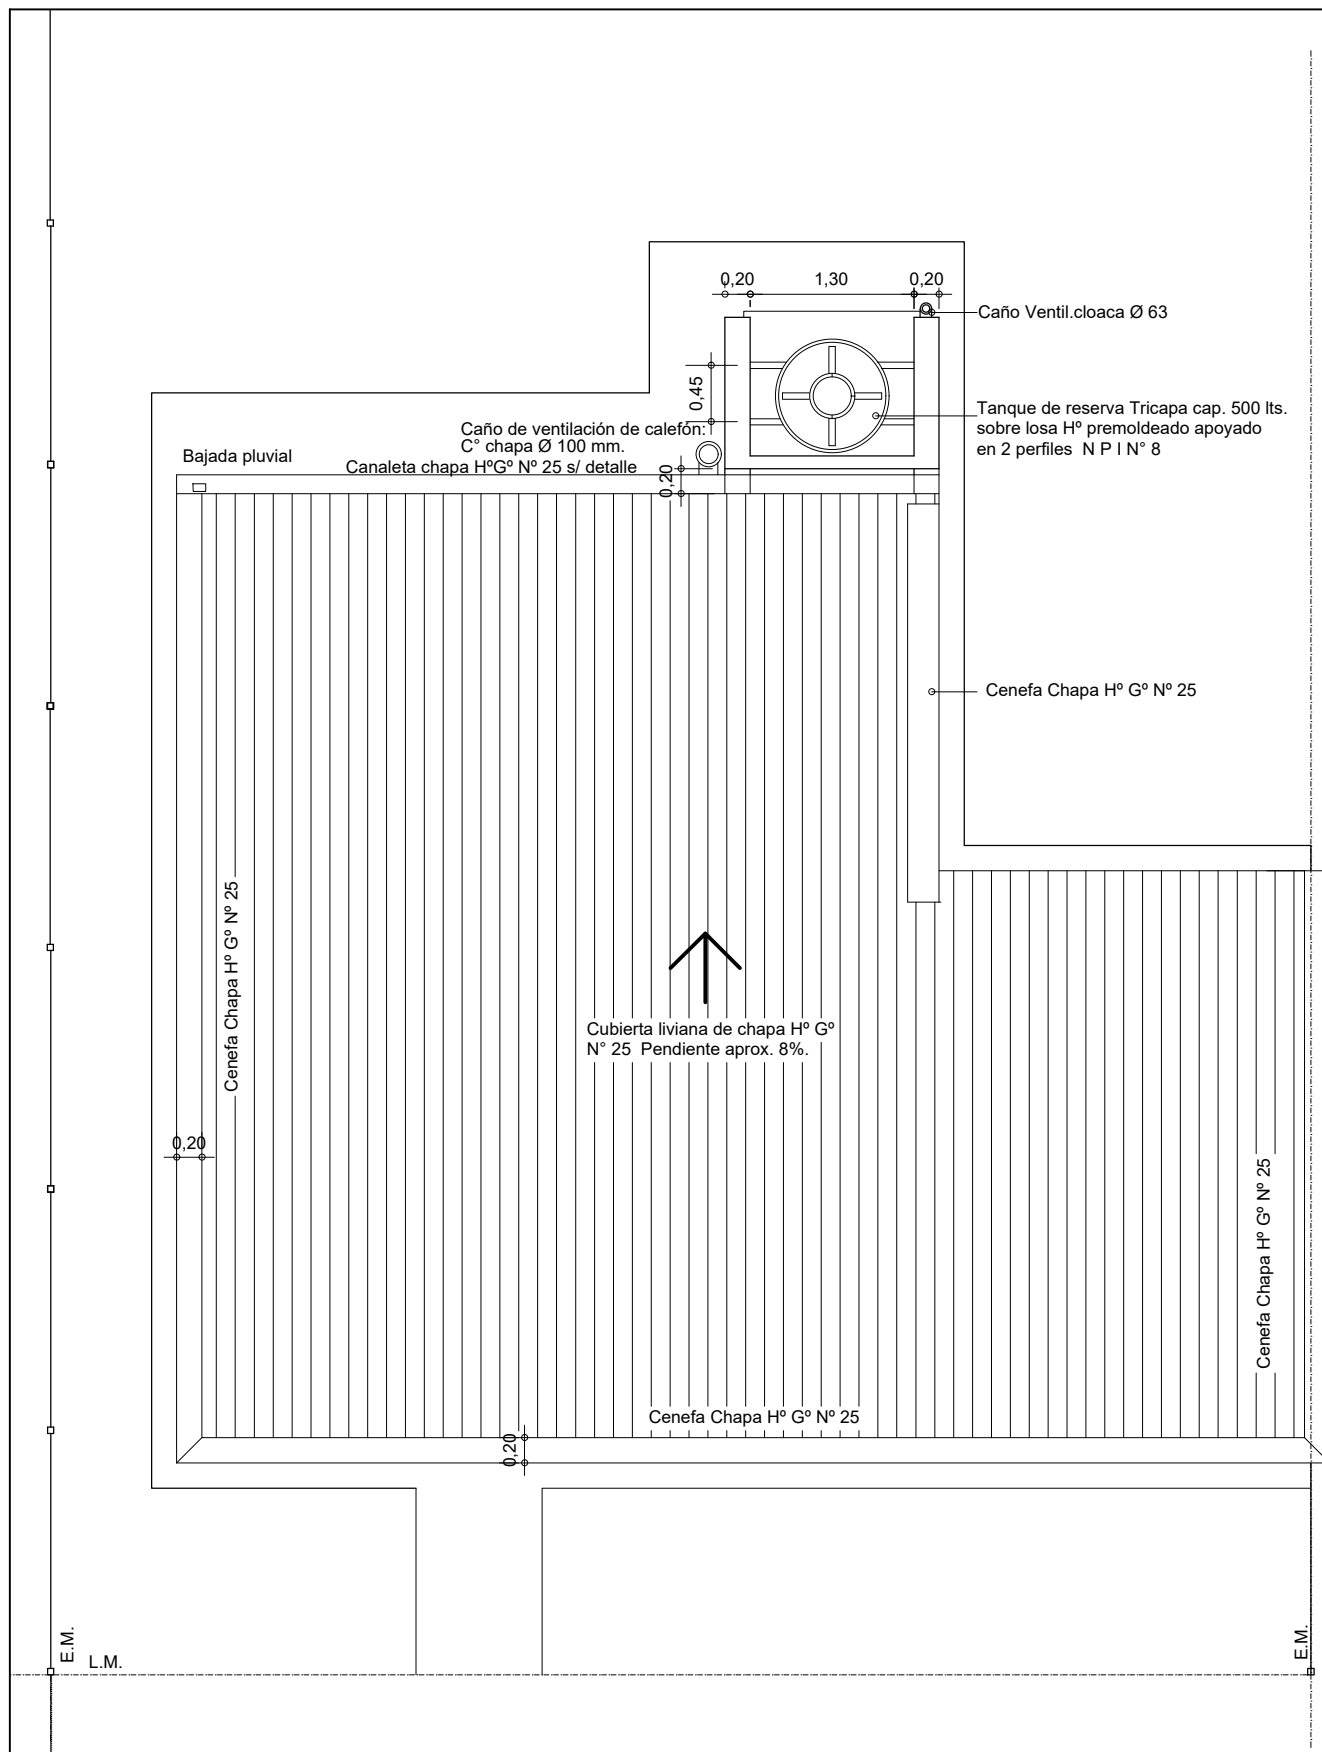 0,20
1,30
0,20
Caño Ventil.cloaca Ø 63
0,45
Tanque de reserva Tricapa cap. 500 lts.
sobre losa Hº premoldeado apoyado
en 2 perfiles N P I N° 8
Caño de ventilación de calefón:
C° chapa Ø 100 mm.
Bajada pluvial
Canaleta chapa HºGº Nº 25 s/ detalle
0,20
Cenefa Chapa Hº Gº Nº 25
Cenefa Chapa Hº Gº Nº 25
Cubierta liviana de chapa Hº Gº
N° 25 Pendiente aprox. 8%.
0,20
Cenefa Chapa Hº Gº Nº 25
Cenefa Chapa Hº Gº Nº 25
0,20
E.M.
L.M.
E.M.